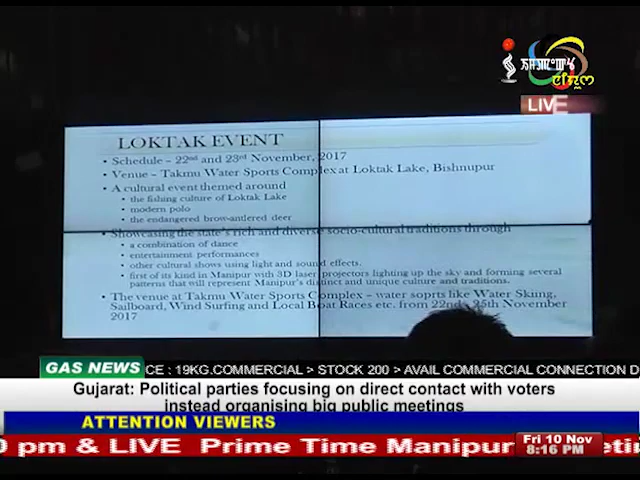 LIVE
LOKTAK EVENT
• Schedule – 22nd and 23rd November, 2017
• Venue – Takmu Water Sports Complex at Loktak Lake, Bishnupur
• A cultural event themed around
• the fishing culture of Loktak Lake
• modern polo
• the endangered brow-antlered deer
• Showcasing the state's rich and diverse socio-cultural traditions through
• a combination of dance
• entertainment performances
• other cultural shows using light and sound effects.
• first of its kind in Manipur with 3D laser projectors lighting up the sky and forming several
patterns that will represent Manipur's distinct and unique culture and traditions.
• The venue at Takmu Water Sports Complex – water soprts like Water Skiing,
Sailboard, Wind Surfing and Local Boat Races etc. from 22nd - 25th November
2017
GAS NEWS
CE : 19KG.COMMERCIAL > STOCK 200 > AVAIL COMMERCIAL CONNECTION D
Gujarat: Political parties focusing on direct contact with voters
instead organising big public meetings
ATTENTION VIEWERS
0 pm & LIVE Prime Time Manipur
Fri 10 Nov
8:16 PM